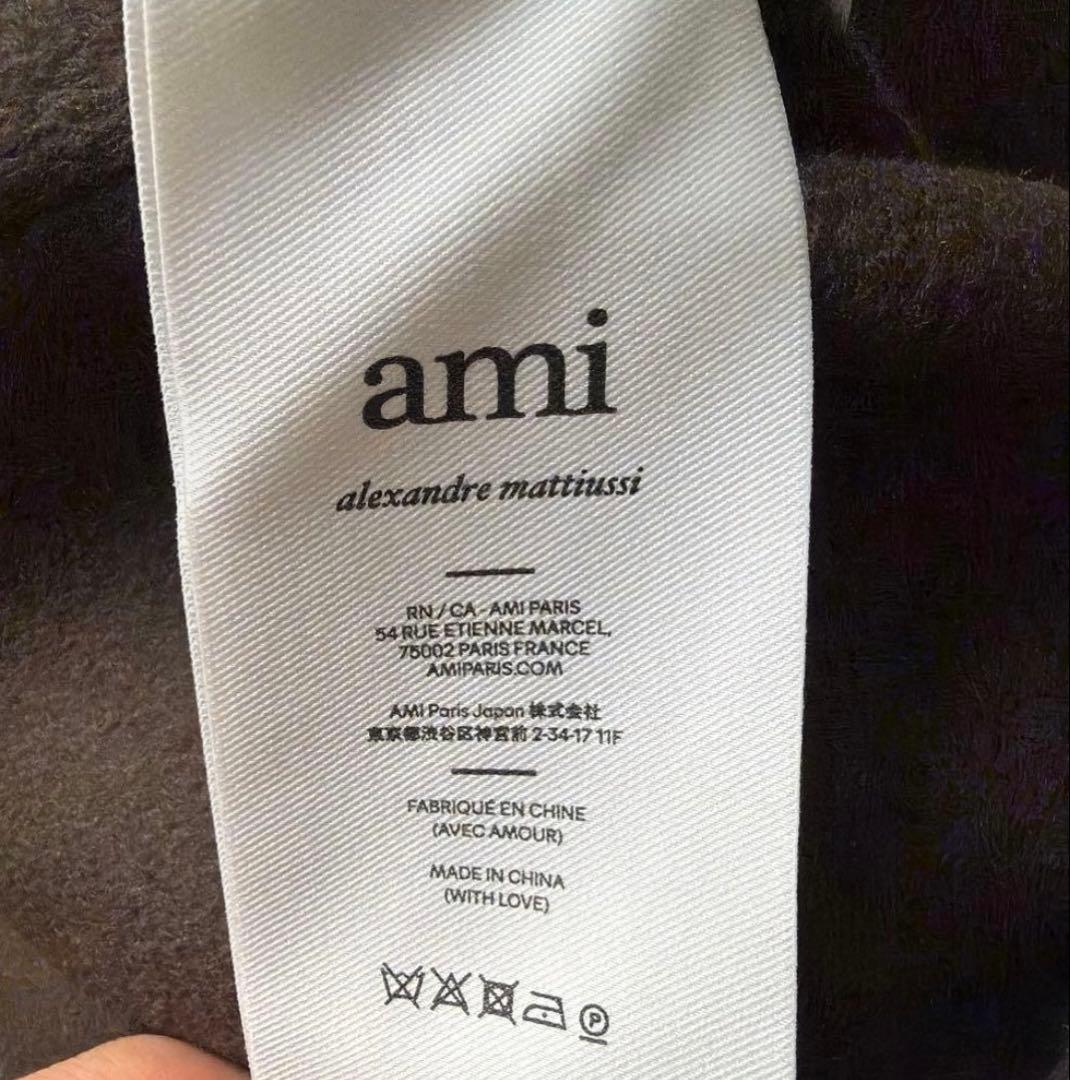 ami
alexandre mattiussi
RN / CA - AMI PARIS
54 RUE ETIENNE MARCEL,
75002 PARIS FRANCE
AMIPARIS.COM
AMI Paris Japan 株式会社
東京都渋谷区神宮前 2-34-17 11F
FABRIQUÉ EN CHINE
(AVEC AMOUR)
MADE IN CHINA
(WITH LOVE)
P